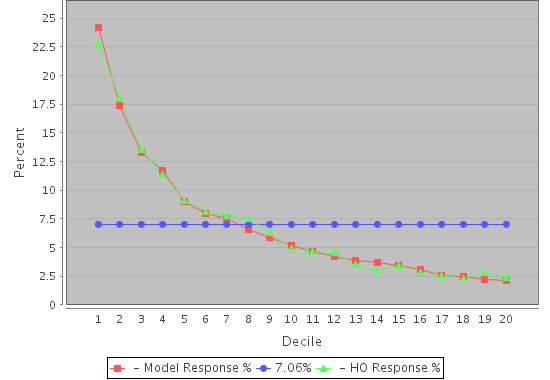 25
22.5
20
17.5
15
12.5
10
7.5
5
2.5
0
Percent
1 2 3 4 5 6 7 8 9 10 11 12 13 14 15 16 17 18 19 20
Decile
– Model Response % 7.06% – HO Response %